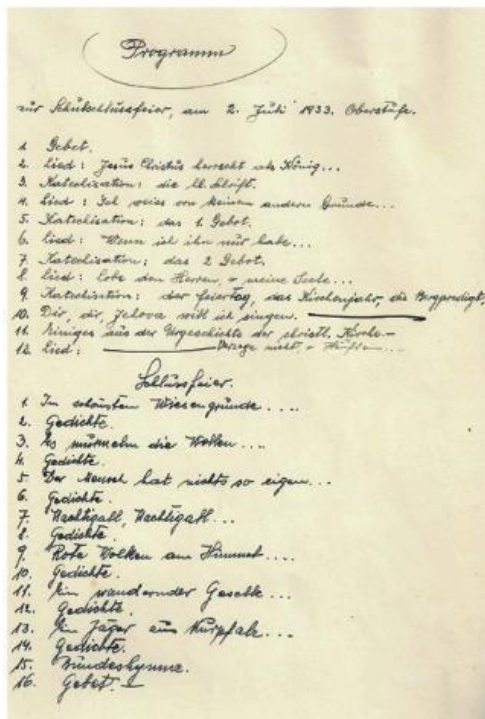 Programm
zur Schulschlussfeier, am 2. Juli 1933. Oberstufe.
1. Gebet.
2. Lied: Jesus Christus herrscht als König...
3. Katechisation: die hl. Schrift.
4. Lied: Ich weiss von keinem andern Grunde...
5. Katechisation: das 1. Gebot.
6. Lied: Wenn ich ihn nur habe...
7. Katechisation: das 2 Gebot.
8. Lied: Lobe den Herren, o meine Seele...
9. Katechisation: der Feiertag, das Kirchenjahr, die Bergpredigt.
10. Dir, dir, Jehova will ich singen.
11. Einiges aus der Urgeschichte der christl. Kirche-
12. Lied: Verzage nicht, o Häuflein...
Schlussfeier.
1. Im schönsten Wiesengrunde....
2. Gedichte.
3. Es murmeln die Wellen...
4. Gedichte.
5. Der Mensch hat nichts so eigen...
6. Gedichte.
7. Nachtigall, Nachtigall...
8. Gedichte.
9. Rote Wolken am Himmel....
10. Gedichte.
11. Ein wandernder Geselle...
12. Gedichte.
13. Ein Jäger aus Kurpfalz...
14. Gedichte.
15. Bundeshymne.
16. Gebet.